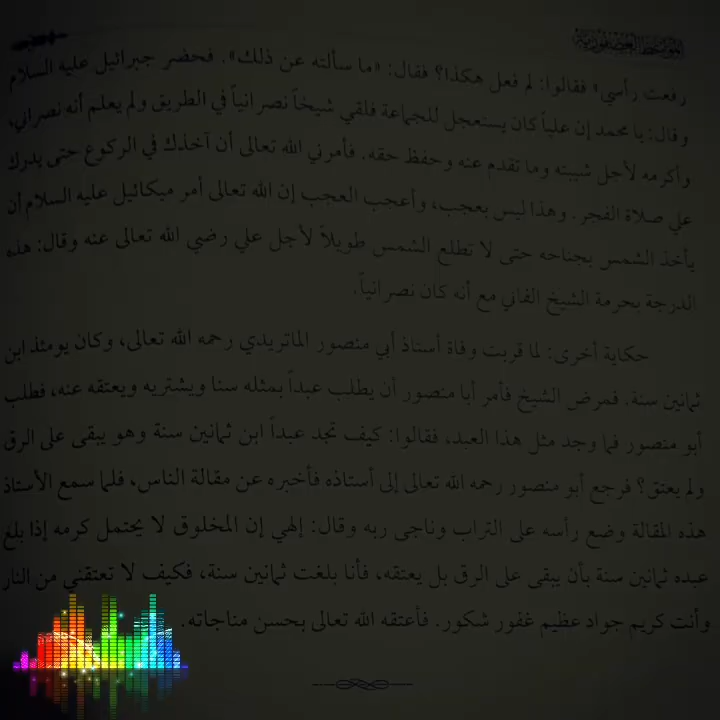 المواعظ العصفورية
رفعت رأسي» فقالوا: لم فعل هكذا؟ فقال: «ما سألته عن ذلك». فحضر جبرائيل عليه السلام
وقال: يا محمد إن علياً كان يستعجل للجماعة فلقي شيخاً نصرانياً في الطريق ولم يعلم أنه نصراني،
وأكرمه لأجل شيبته وما تقدم عنه وحفظ حقه. فأمرني الله تعالى أن آخذك في الركوع حتى يدرك
علي صلاة الفجر. وهذا ليس بعجب، وأعجب العجب إن الله تعالى أمر ميكائيل عليه السلام أن
يأخذ الشمس بجناحه حتى لا تطلع الشمس طويلاً لأجل علي رضي الله تعالى عنه وقال: هذه
الدرجة بحرمة الشيخ الفاني مع أنه كان نصرانياً.
حكاية أخرى: لما قربت وفاة أستاذ أبي منصور الماتريدي رحمه الله تعالى، وكان يومئذ ابن
ثمانين سنة. فمرض الشيخ فأمر أبا منصور أن يطلب عبداً بمثله سنا ويشتريه ويعتقه عنه، فطلب
أبو منصور فما وجد مثل هذا العبد، فقالوا: كيف تجد عبداً ابن ثمانين سنة وهو يبقى على الرق
ولم يعتق؟ فرجع أبو منصور رحمه الله تعالى إلى أستاذه فأخبره عن مقالة الناس، فلما سمع الأستاذ
هذه المقالة وضع رأسه على التراب وناجى ربه وقال: إلهي إن المخلوق لا يحتمل كرمه إذا بلغ
عبده ثمانين سنة بأن يبقى على الرق بل يعتقه، فأنا بلغت ثمانين سنة، فكيف لا تعتقني من النار
وأنت كريم جواد عظيم غفور شكور. فأعتقه الله تعالى بحسن مناجاته.